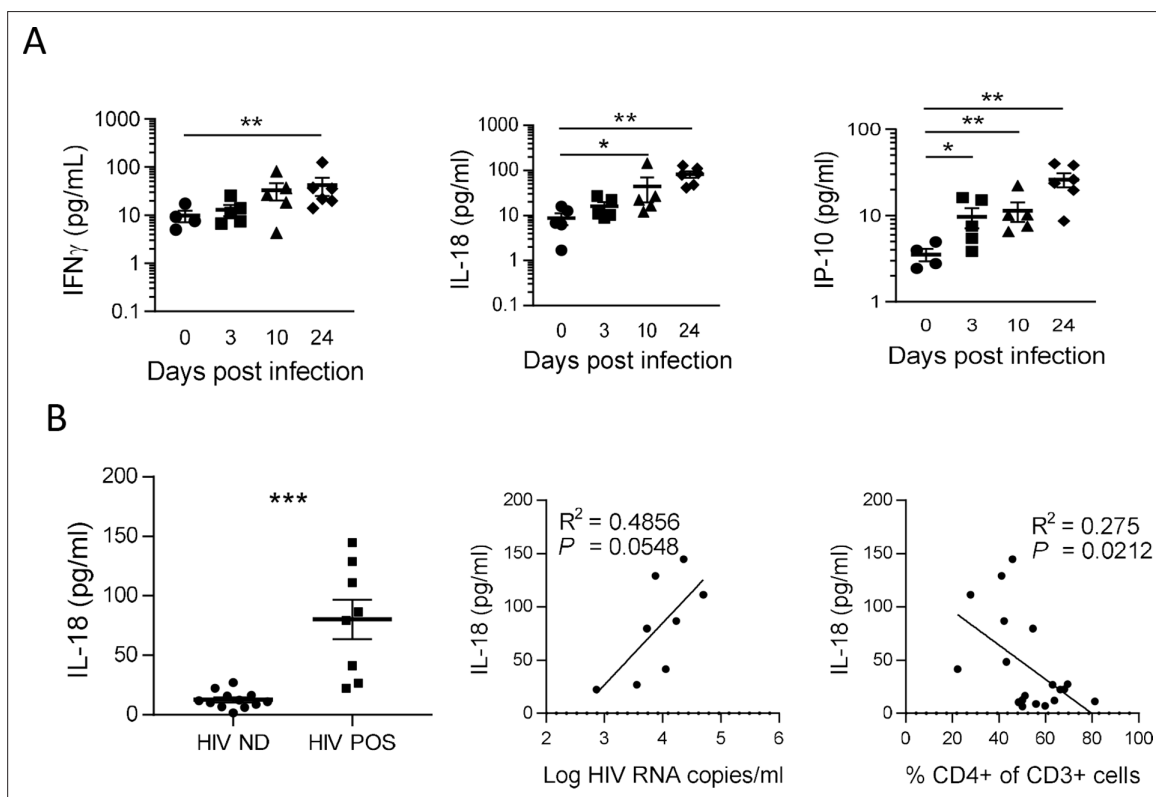 A
**
1000
100
10
1
0.1
IFNγ (pg/mL)
0 3 10 24
Days post infection
**
*
1000
100
10
1
0.1
IL-18 (pg/ml)
0 3 10 24
Days post infection
**
**
*
100
10
1
IP-10 (pg/ml)
0 3 10 24
Days post infection
B
***
200
150
100
50
0
IL-18 (pg/ml)
HIV ND HIV POS
R² = 0.4856
P = 0.0548
200
150
100
50
0
IL-18 (pg/ml)
2 3 4 5 6
Log HIV RNA copies/ml
R² = 0.275
P = 0.0212
200
150
100
50
0
IL-18 (pg/ml)
0 20 40 60 80 100
% CD4+ of CD3+ cells